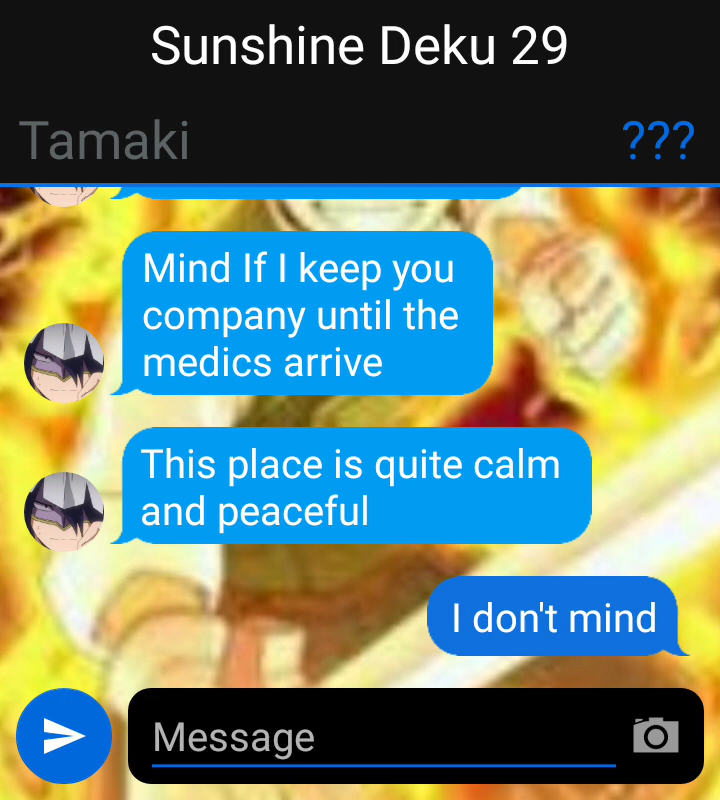 Sunshine Deku 29
Tamaki ???
Mind If I keep you
company until the
medics arrive
This place is quite calm
and peaceful
I don't mind
Message